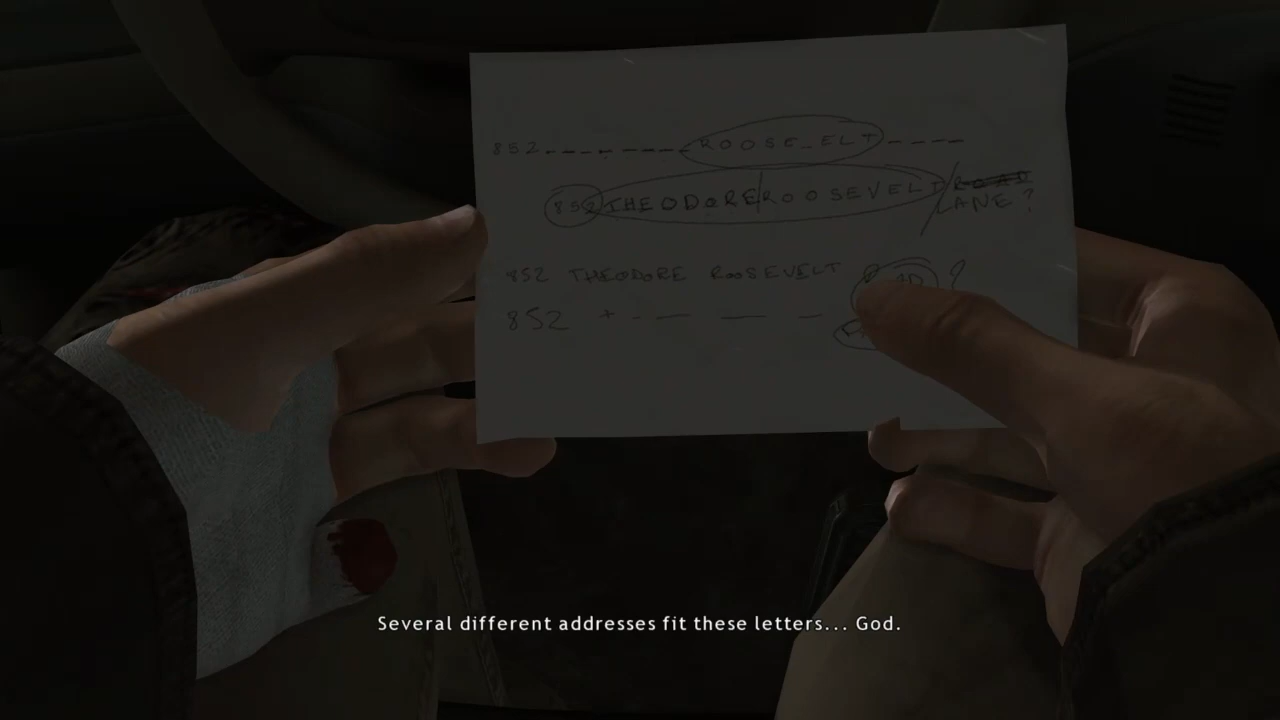 852 _ _ _ _ _ _ _ _ ROOSE_ELT _ _ _ _
852 THEODORE ROOSEVELT / ROAD
LANE?
852 THEODORE ROOSEVELT ?
852
Several different addresses fit these letters... God.